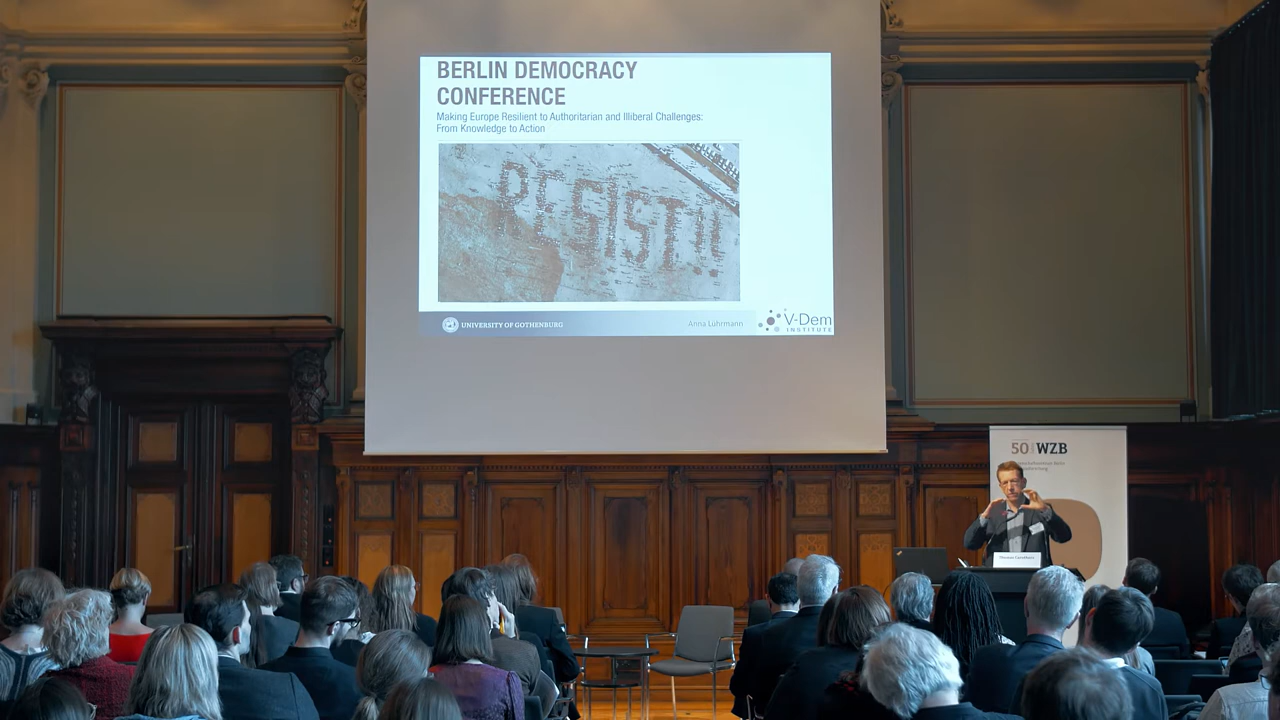 BERLIN DEMOCRACY
CONFERENCE
Making Europe Resilient to Authoritarian and Illiberal Challenges:
From Knowledge to Action
RESIST!!
UNIVERSITY OF GOTHENBURG
Anna Lührmann
V-Dem
INSTITUTE
50
WZB